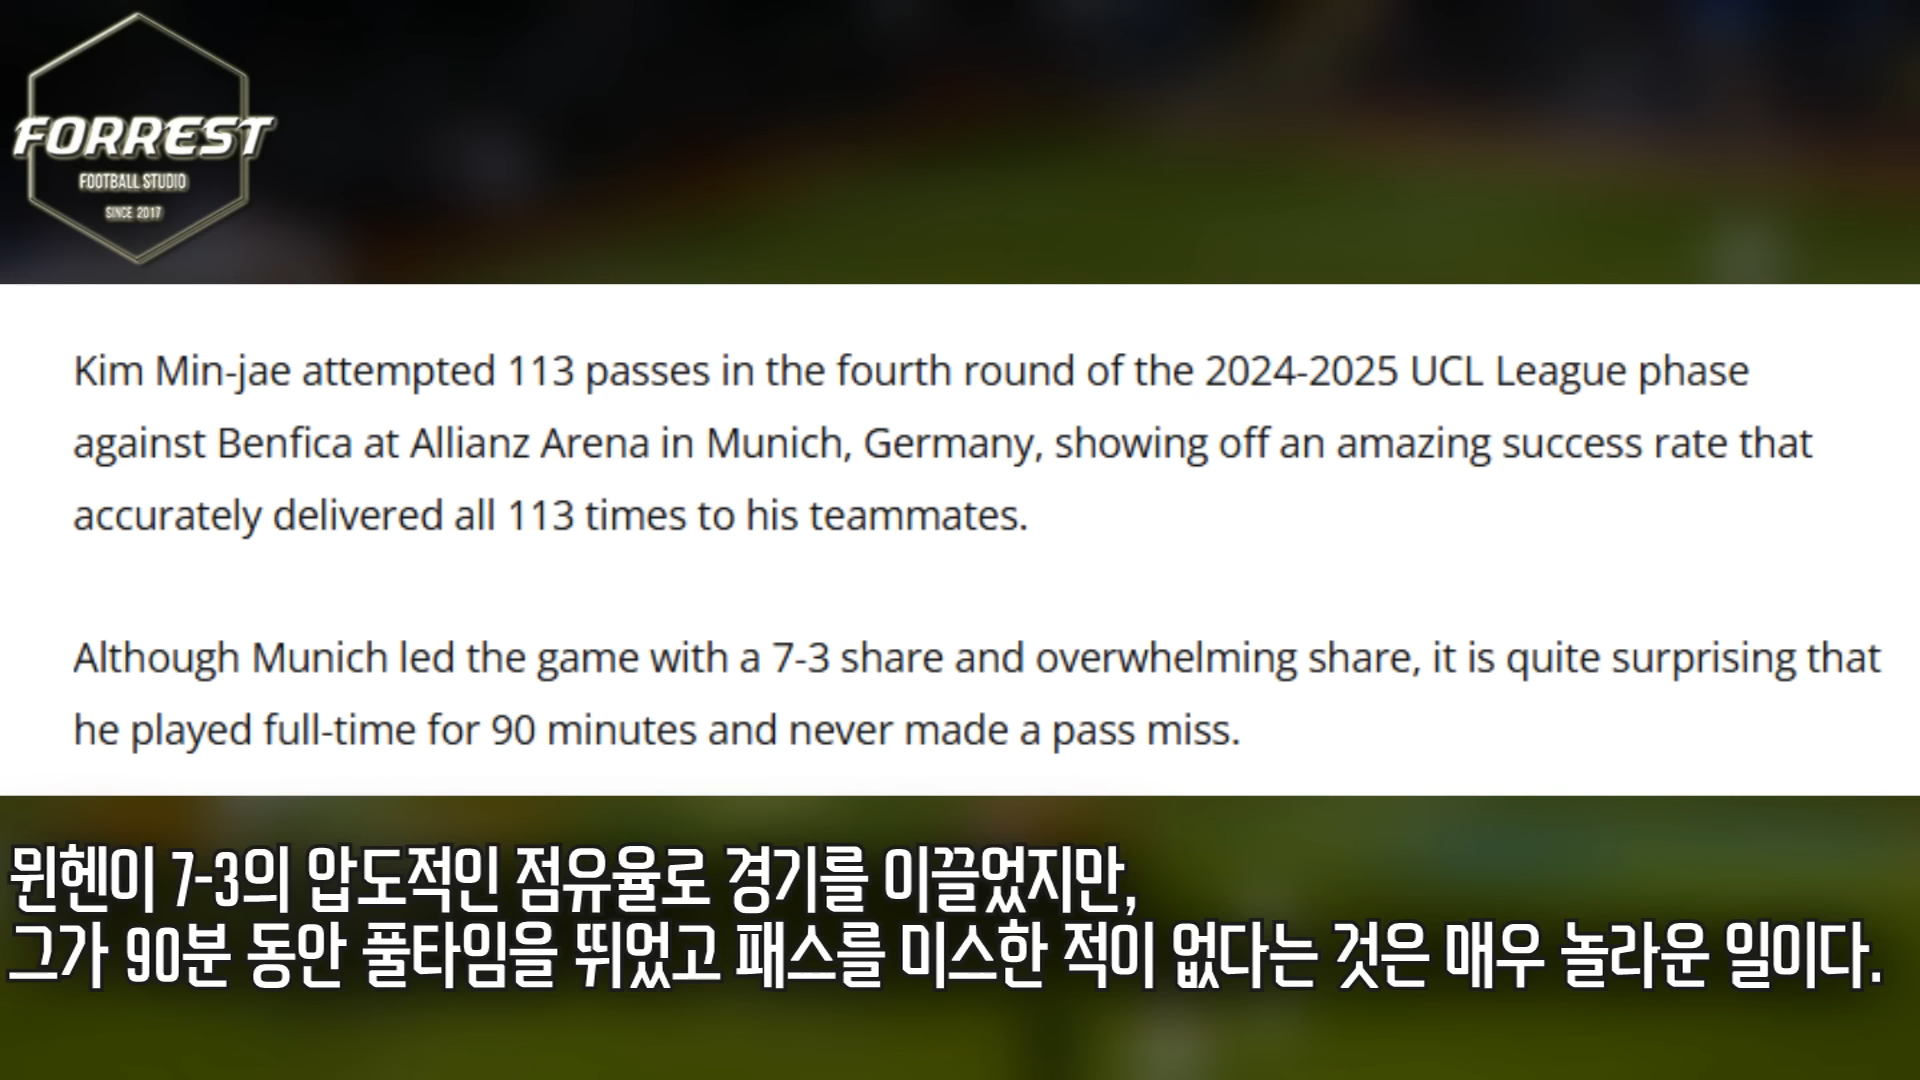 FORREST
FOOTBALL STUDIO
SINCE 2017
Kim Min-jae attempted 113 passes in the fourth round of the 2024-2025 UCL League phase
against Benfica at Allianz Arena in Munich, Germany, showing off an amazing success rate that
accurately delivered all 113 times to his teammates.
Although Munich led the game with a 7-3 share and overwhelming share, it is quite surprising that
he played full-time for 90 minutes and never made a pass miss.
뮌헨이 7-3의 압도적인 점유율로 경기를 이끌었지만,
그가 90분 동안 풀타임을 뛰었고 패스를 미스한 적이 없다는 것은 매우 놀라운 일이다.